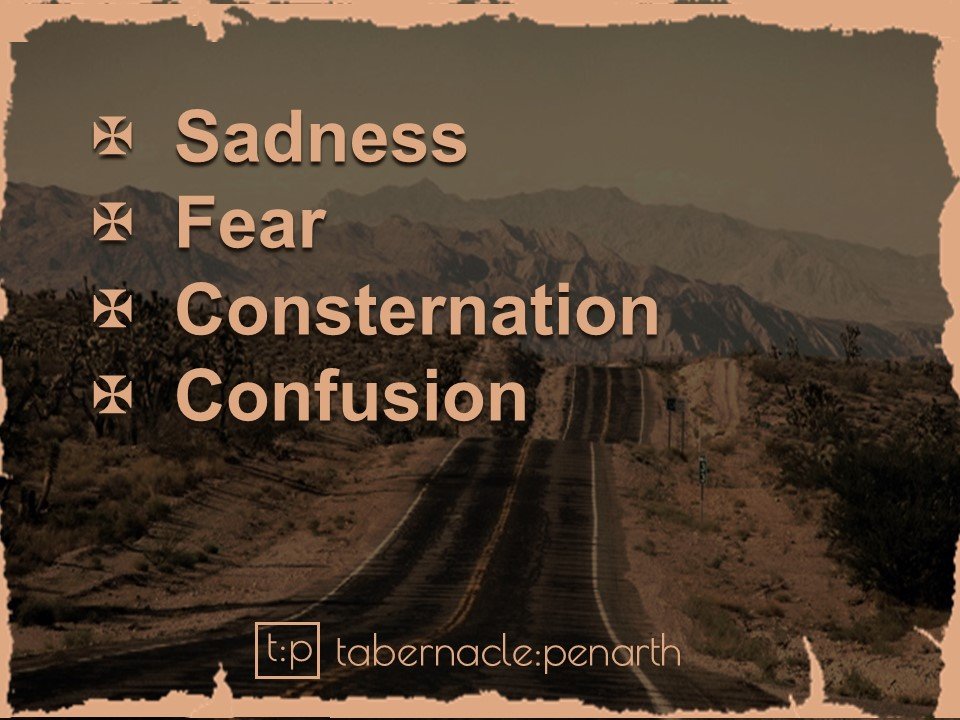 ✠ Sadness
✠ Fear
✠ Consternation
✠ Confusion
t:p tabernacle:penarth